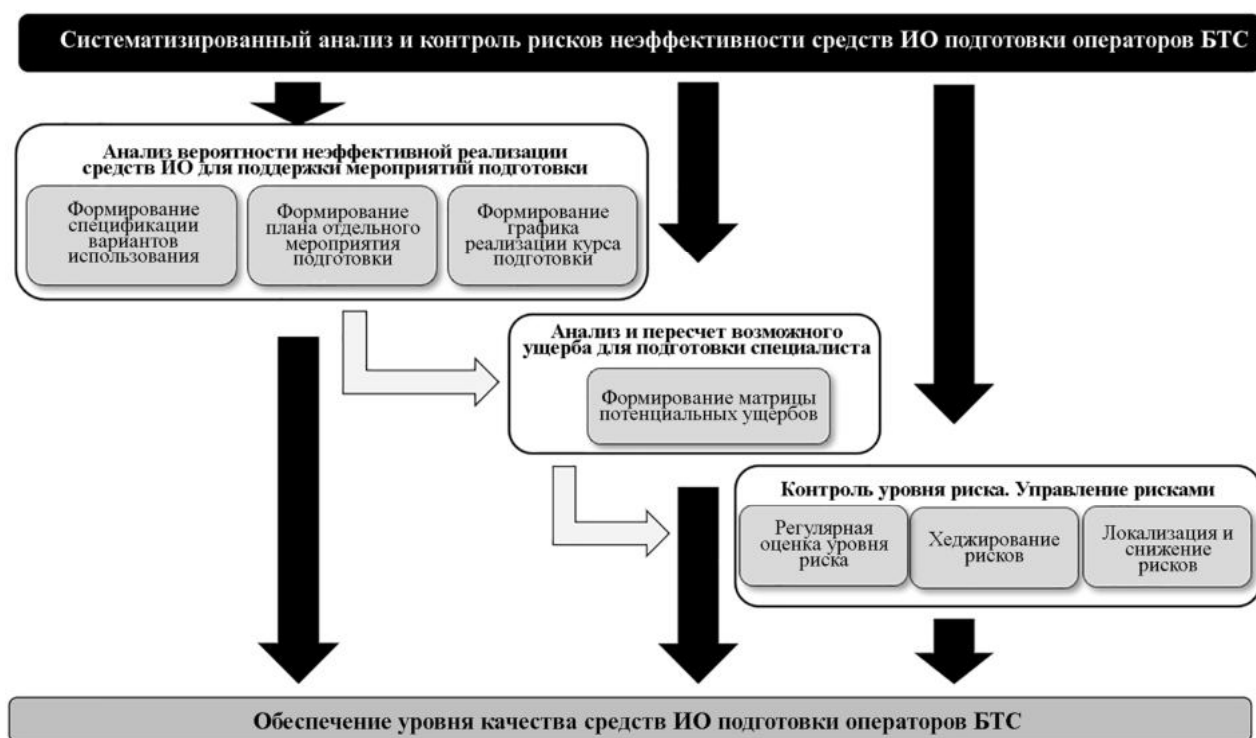 Систематизированный анализ и контроль рисков неэффективности средств ИО подготовки операторов БТС
Анализ вероятности неэффективной реализации
средств ИО для поддержки мероприятий подготовки
Формирование
спецификации
вариантов
использования
Формирование
плана отдельного
мероприятия
подготовки
Формирование
графика
реализации курса
подготовки
Анализ и пересчет возможного
ущерба для подготовки специалиста
Формирование матрицы
потенциальных ущербов
Контроль уровня риска. Управление рисками
Регулярная
оценка уровня
риска
Хеджирование
рисков
Локализация и
снижение
рисков
Обеспечение уровня качества средств ИО подготовки операторов БТС